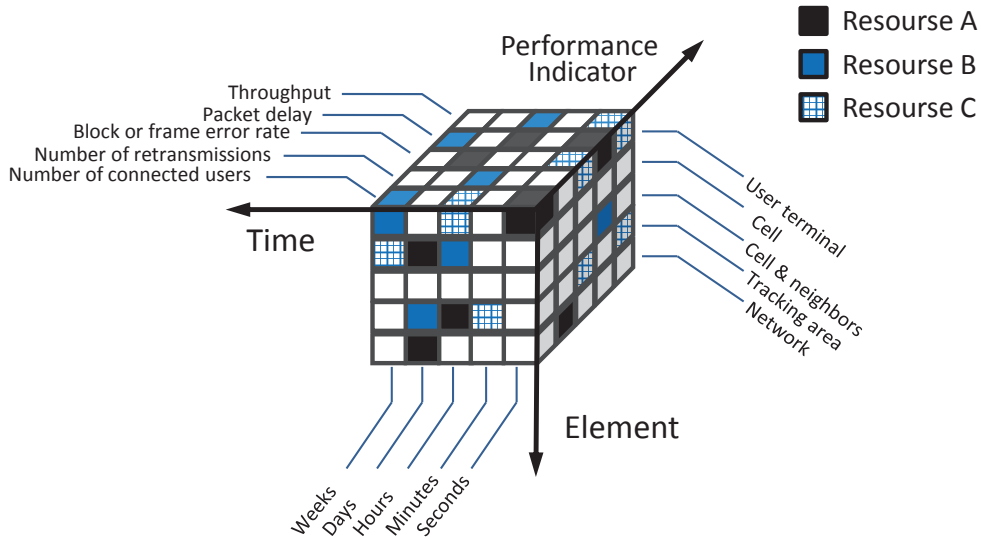 Resourse A
Resourse B
Resourse C
Performance
Indicator
Throughput
Packet delay
Block or frame error rate
Number of retransmissions
Number of connected users
Time
User terminal
Cell
Cell & neighbors
Tracking area
Network
Element
Weeks
Days
Hours
Minutes
Seconds